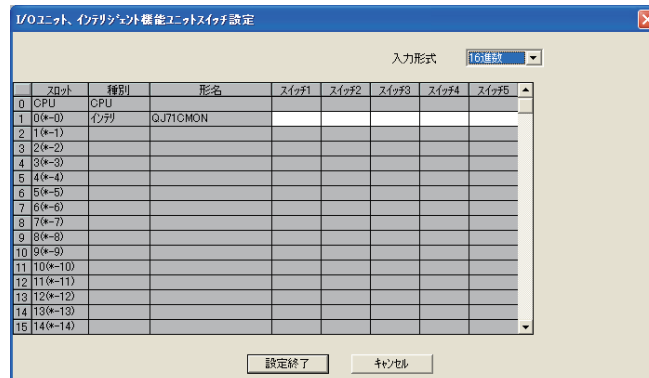 I/Oユニット、インテリジェント機能ユニットスイッチ設定
入力形式 16進数
スロット 種別 形名 スイッチ1 スイッチ2 スイッチ3 スイッチ4 スイッチ5
0 CPU CPU
1 0(*-0) インテリ QJ71CMON
2 1(*-1)
3 2(*-2)
4 3(*-3)
5 4(*-4)
6 5(*-5)
7 6(*-6)
8 7(*-7)
9 8(*-8)
10 9(*-9)
11 10(*-10)
12 11(*-11)
13 12(*-12)
14 13(*-13)
15 14(*-14)
設定終了 キャンセル